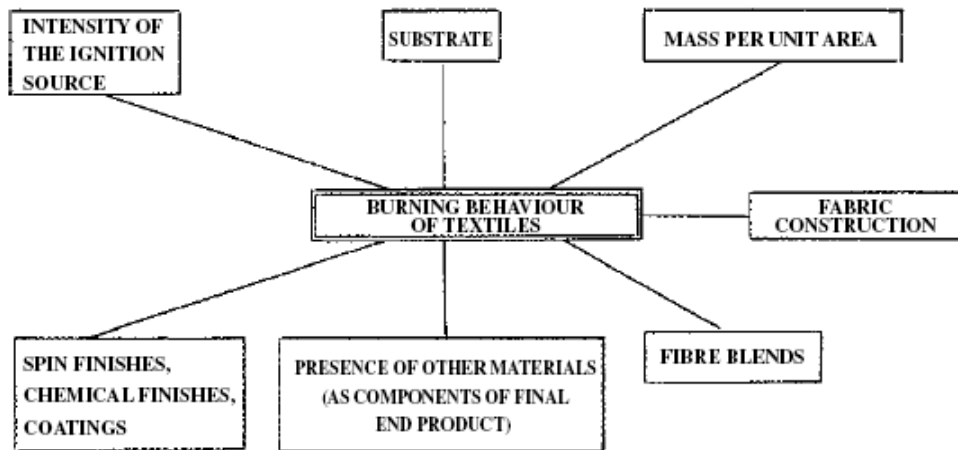 INTENSITY OF
THE IGNITION
SOURCE
SUBSTRATE
MASS PER UNIT AREA
BURNING BEHAVIOUR
OF TEXTILES
FABRIC
CONSTRUCTION
SPIN FINISHES,
CHEMICAL FINISHES,
COATINGS
PRESENCE OF OTHER MATERIALS
(AS COMPONENTS OF FINAL
END PRODUCT)
FIBRE BLENDS